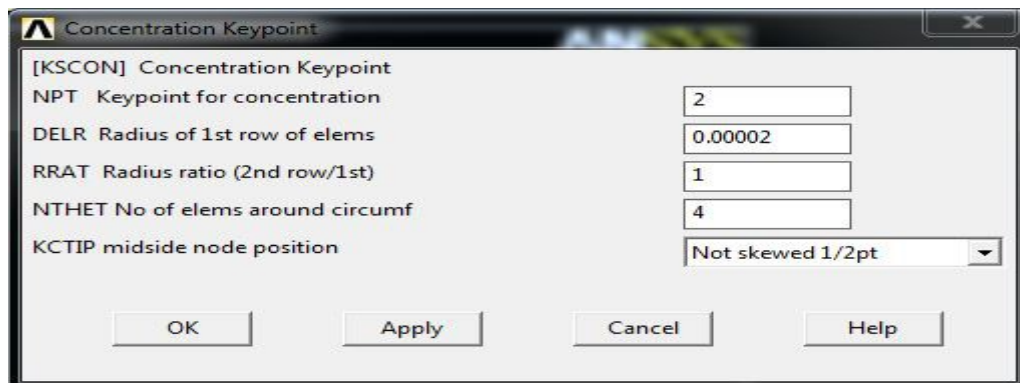 Concentration Keypoint
[KSCON] Concentration Keypoint
NPT Keypoint for concentration 2
DELR Radius of 1st row of elems 0.00002
RRAT Radius ratio (2nd row/1st) 1
NTHET No of elems around circumf 4
KCTIP midside node position Not skewed 1/2pt
OK Apply Cancel Help